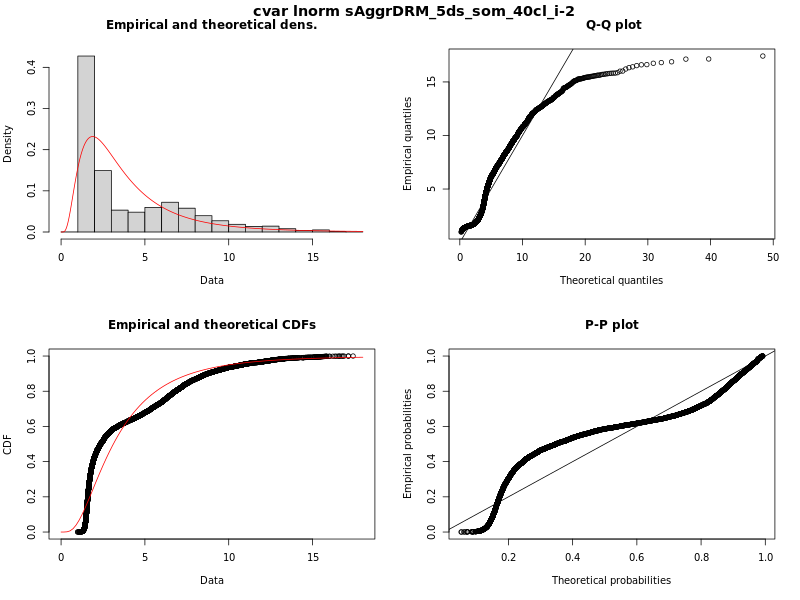 cvar lnorm sAggrDRM_5ds_som_40cl_i-2
Empirical and theoretical dens.
Density
0.0 0.1 0.2 0.3 0.4
0 5 10 15
Data
Q-Q plot
Empirical quantiles
5 10 15
0 10 20 30 40 50
Theoretical quantiles
Empirical and theoretical CDFs
CDF
0.0 0.2 0.4 0.6 0.8 1.0
0 5 10 15
Data
P-P plot
Empirical probabilities
0.0 0.2 0.4 0.6 0.8 1.0
0.2 0.4 0.6 0.8 1.0
Theoretical probabilities